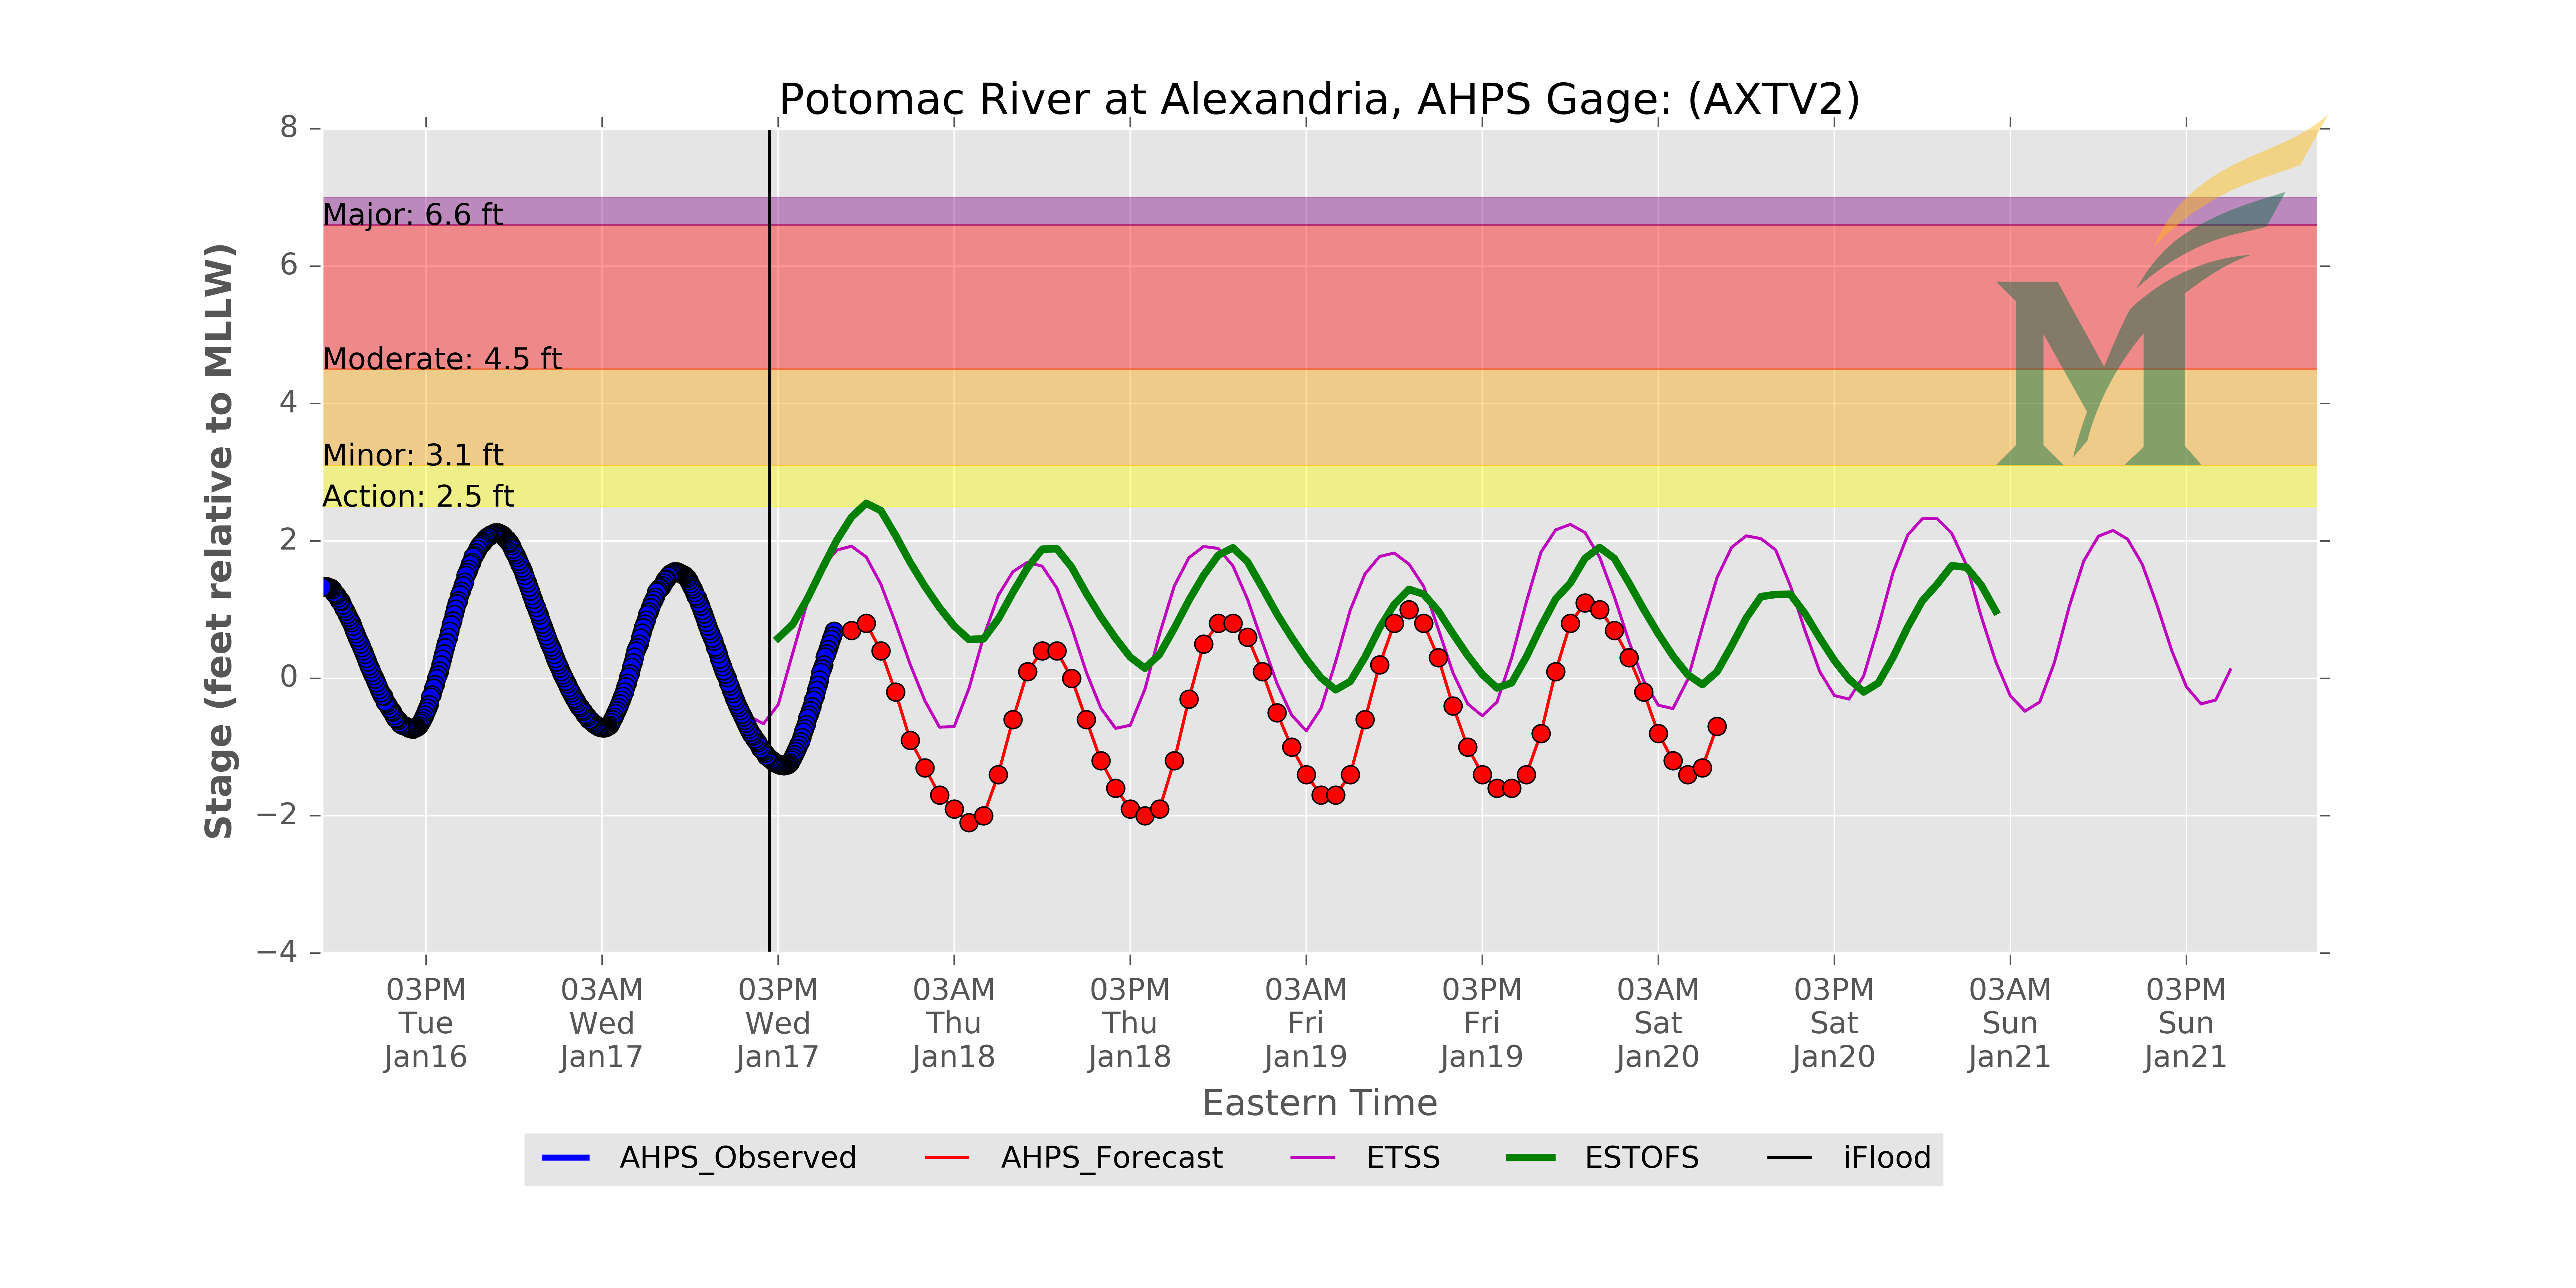 Potomac River at Alexandria, AHPS Gage: (AXTV2)
8
6
4
2
0
−2
−4
Stage (feet relative to MLLW)
Major: 6.6 ft
Moderate: 4.5 ft
Minor: 3.1 ft
Action: 2.5 ft
M
03PM 03AM 03PM 03AM 03PM 03AM 03PM 03AM 03PM 03AM 03PM
Tue Wed Wed Thu Thu Fri Fri Sat Sat Sun Sun
Jan16 Jan17 Jan17 Jan18 Jan18 Jan19 Jan19 Jan20 Jan20 Jan21 Jan21
Eastern Time
AHPS_Observed AHPS_Forecast ETSS ESTOFS iFlood